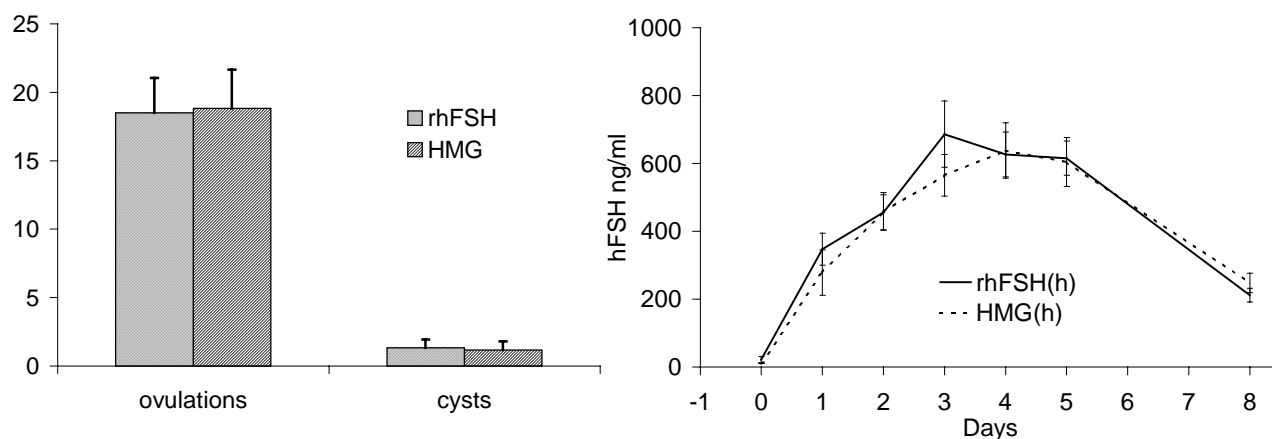 25
20
15
10
5
0
ovulations cysts
rhFSH
HMG
hFSH ng/ml
1000
800
600
400
200
0
-1 0 1 2 3 4 5 6 7 8
Days
rhFSH(h)
HMG(h)